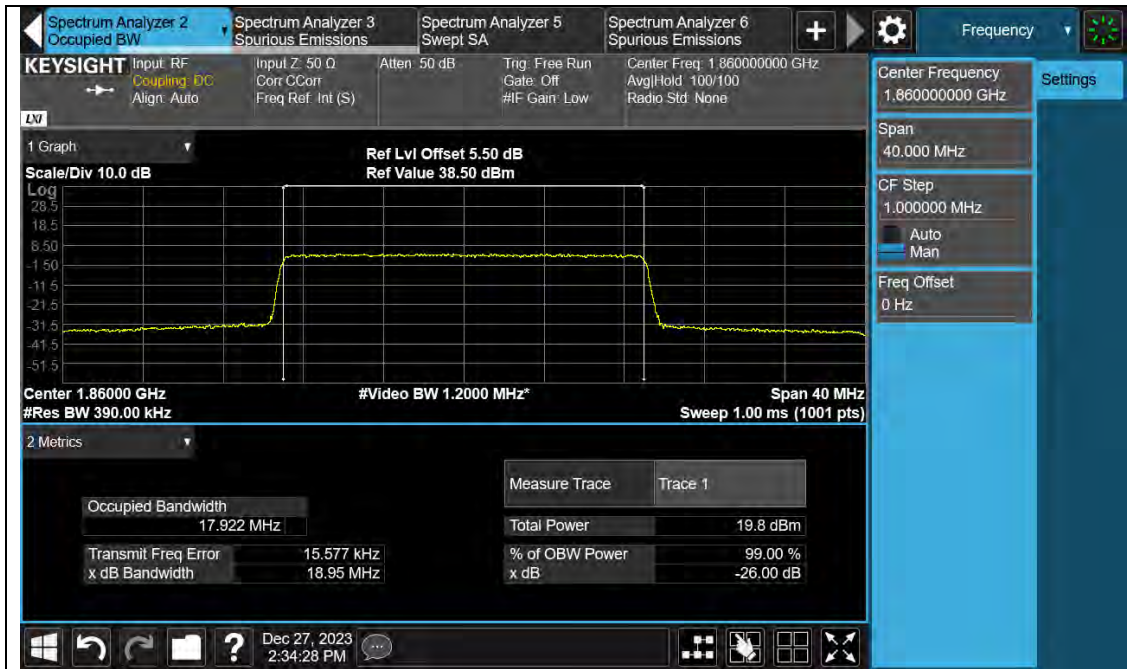 Spectrum Analyzer 2
Occupied BW
Spectrum Analyzer 3
Spurious Emissions
Spectrum Analyzer 5
Swept SA
Spectrum Analyzer 6
Spurious Emissions
+
Frequency
KEYSIGHT
Input: RF
Coupling: DC
Align: Auto
Input Z: 50 Ω
Corr CCorr
Freq Ref: Int (S)
Atten: 50 dB
Trig: Free Run
Gate: Off
#IF Gain: Low
Center Freq: 1.860000000 GHz
Avg|Hold: 100/100
Radio Std: None
LXI
Center Frequency
1.860000000 GHz
Settings
Span
40.000 MHz
CF Step
1.000000 MHz
Auto
Man
Freq Offset
0 Hz
1 Graph
Scale/Div 10.0 dB
Ref Lvl Offset 5.50 dB
Ref Value 38.50 dBm
Log
28.5
18.5
8.50
-1.50
-11.5
-21.5
-31.5
-41.5
-51.5
Center 1.86000 GHz
#Video BW 1.2000 MHz*
Span 40 MHz
#Res BW 390.00 kHz
Sweep 1.00 ms (1001 pts)
2 Metrics
Measure Trace Trace 1
Occupied Bandwidth
17.922 MHz
Total Power 19.8 dBm
Transmit Freq Error 15.577 kHz
% of OBW Power 99.00 %
x dB Bandwidth 18.95 MHz
x dB -26.00 dB
?
Dec 27, 2023
2:34:28 PM